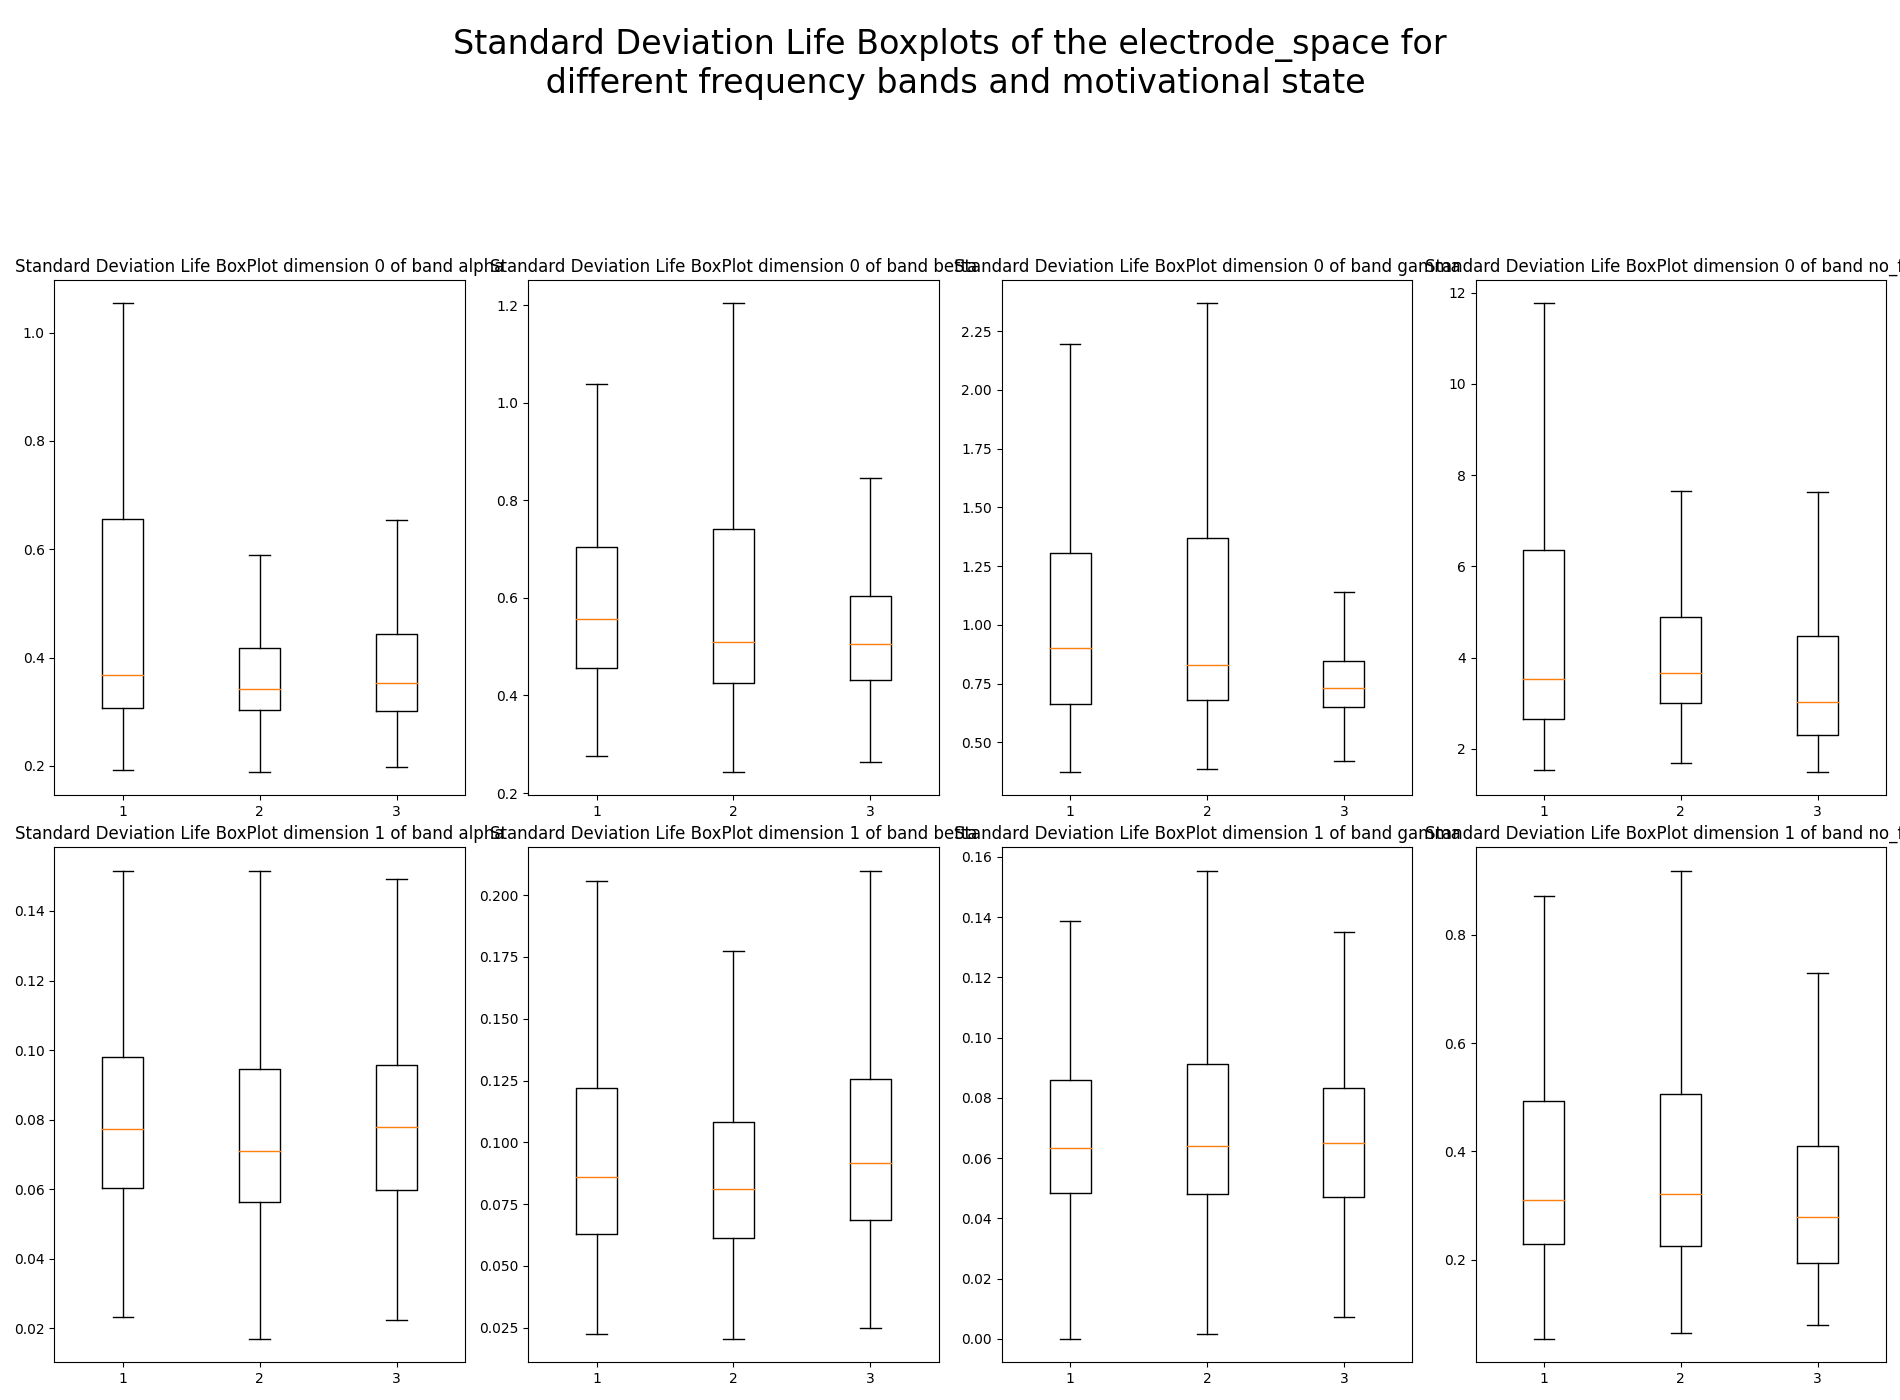 Standard Deviation Life Boxplots of the electrode_space for
different frequency bands and motivational state
Standard Deviation Life BoxPlot dimension 0 of band alpha
Standard Deviation Life BoxPlot dimension 0 of band betta
Standard Deviation Life BoxPlot dimension 0 of band gamma
Standard Deviation Life BoxPlot dimension 0 of band
1.0
0.8
0.6
0.4
0.2
1 2 3
1.2
1.0
0.8
0.6
0.4
0.2
1 2 3
2.25
2.00
1.75
1.50
1.25
1.00
0.75
0.50
1 2 3
12
10
8
6
4
2
1 2 3
Standard Deviation Life BoxPlot dimension 1 of band alpha
Standard Deviation Life BoxPlot dimension 1 of band betta
Standard Deviation Life BoxPlot dimension 1 of band gamma
Standard Deviation Life BoxPlot dimension 1 of band
0.14
0.12
0.10
0.08
0.06
0.04
0.02
1 2 3
0.200
0.175
0.150
0.125
0.100
0.075
0.050
0.025
1 2 3
0.16
0.14
0.12
0.10
0.08
0.06
0.04
0.02
0.00
1 2 3
0.8
0.6
0.4
0.2
1 2 3